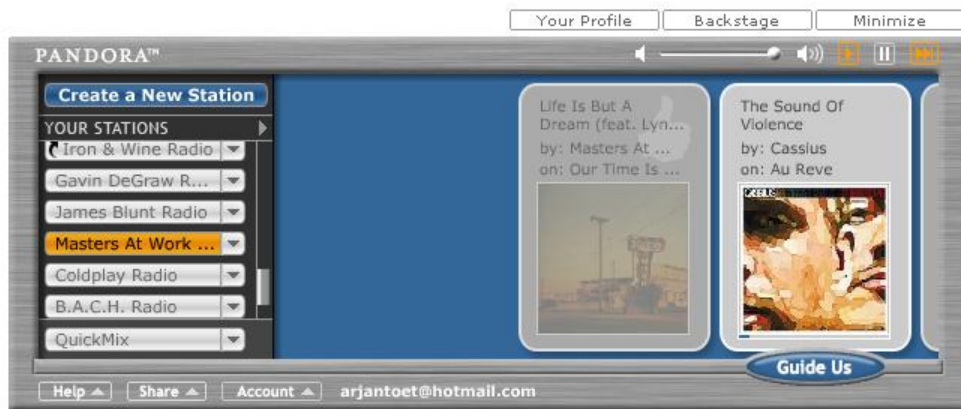 Your Profile
Backstage
Minimize
PANDORA™
Create a New Station
YOUR STATIONS
Iron & Wine Radio
Gavin DeGraw R...
James Blunt Radio
Masters At Work ...
Coldplay Radio
B.A.C.H. Radio
QuickMix
Life Is But A
Dream (feat. Lyn...
by: Masters At ...
on: Our Time Is ...
The Sound Of
Violence
by: Cassius
on: Au Reve
CASSIUS
Guide Us
Help
Share
Account
arjantoet@hotmail.com